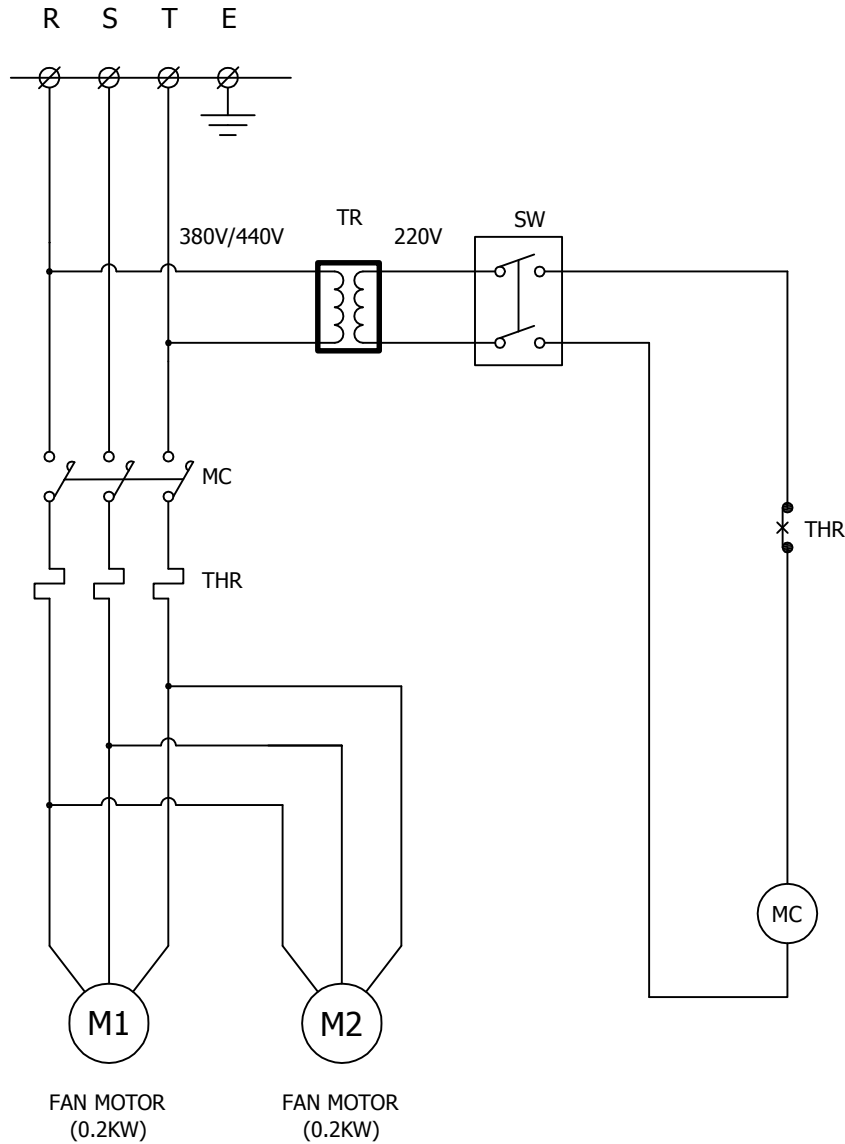 R S T E
TR
SW
380V/440V
220V
MC
THR
THR
MC
M1
M2
FAN MOTOR
(0.2KW)
FAN MOTOR
(0.2KW)